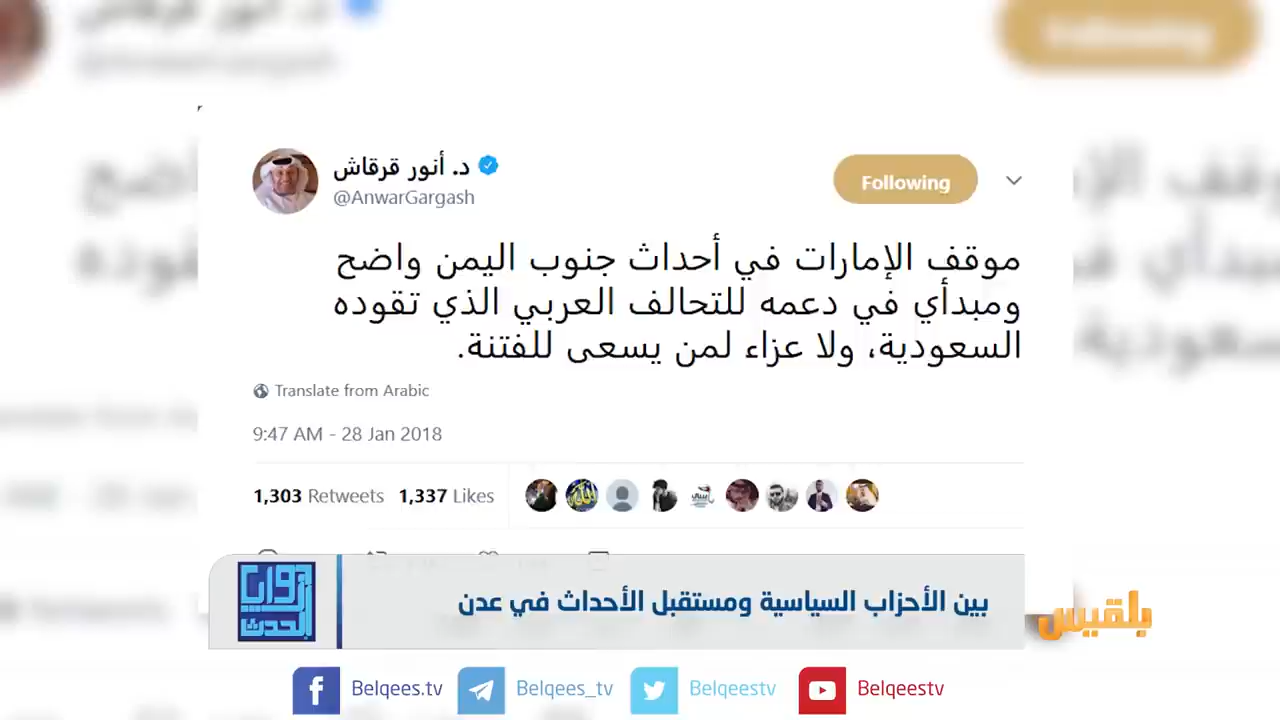 د. أنور قرقاش
@AnwarGargash
Following
موقف الإمارات في أحداث جنوب اليمن واضح
ومبدأي في دعمه للتحالف العربي الذي تقوده
السعودية، ولا عزاء لمن يسعى للفتنة.
Translate from Arabic
9:47 AM - 28 Jan 2018
1,303 Retweets 1,337 Likes
بين الأحزاب السياسية ومستقبل الأحداث في عدن
أبواب
الحدث
بلقيس
Belqees.tv
Belqees_tv
Belqeestv
Belqeestv